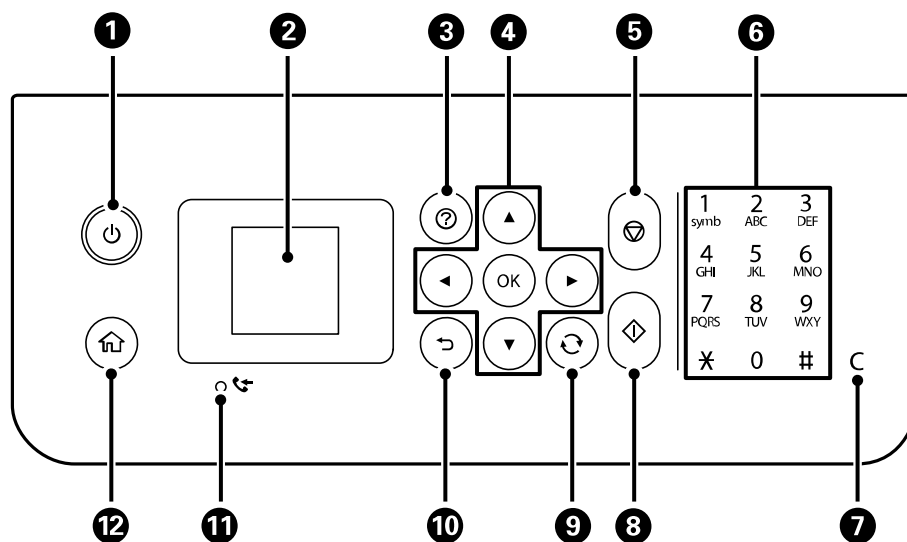 1 2 3 4 5 6
1 2 3
symb ABC DEF
OK
4 5 6
GHI JKL MNO
7 8 9
PQRS TUV WXY
* 0 #
C
12 11 10 9 8 7